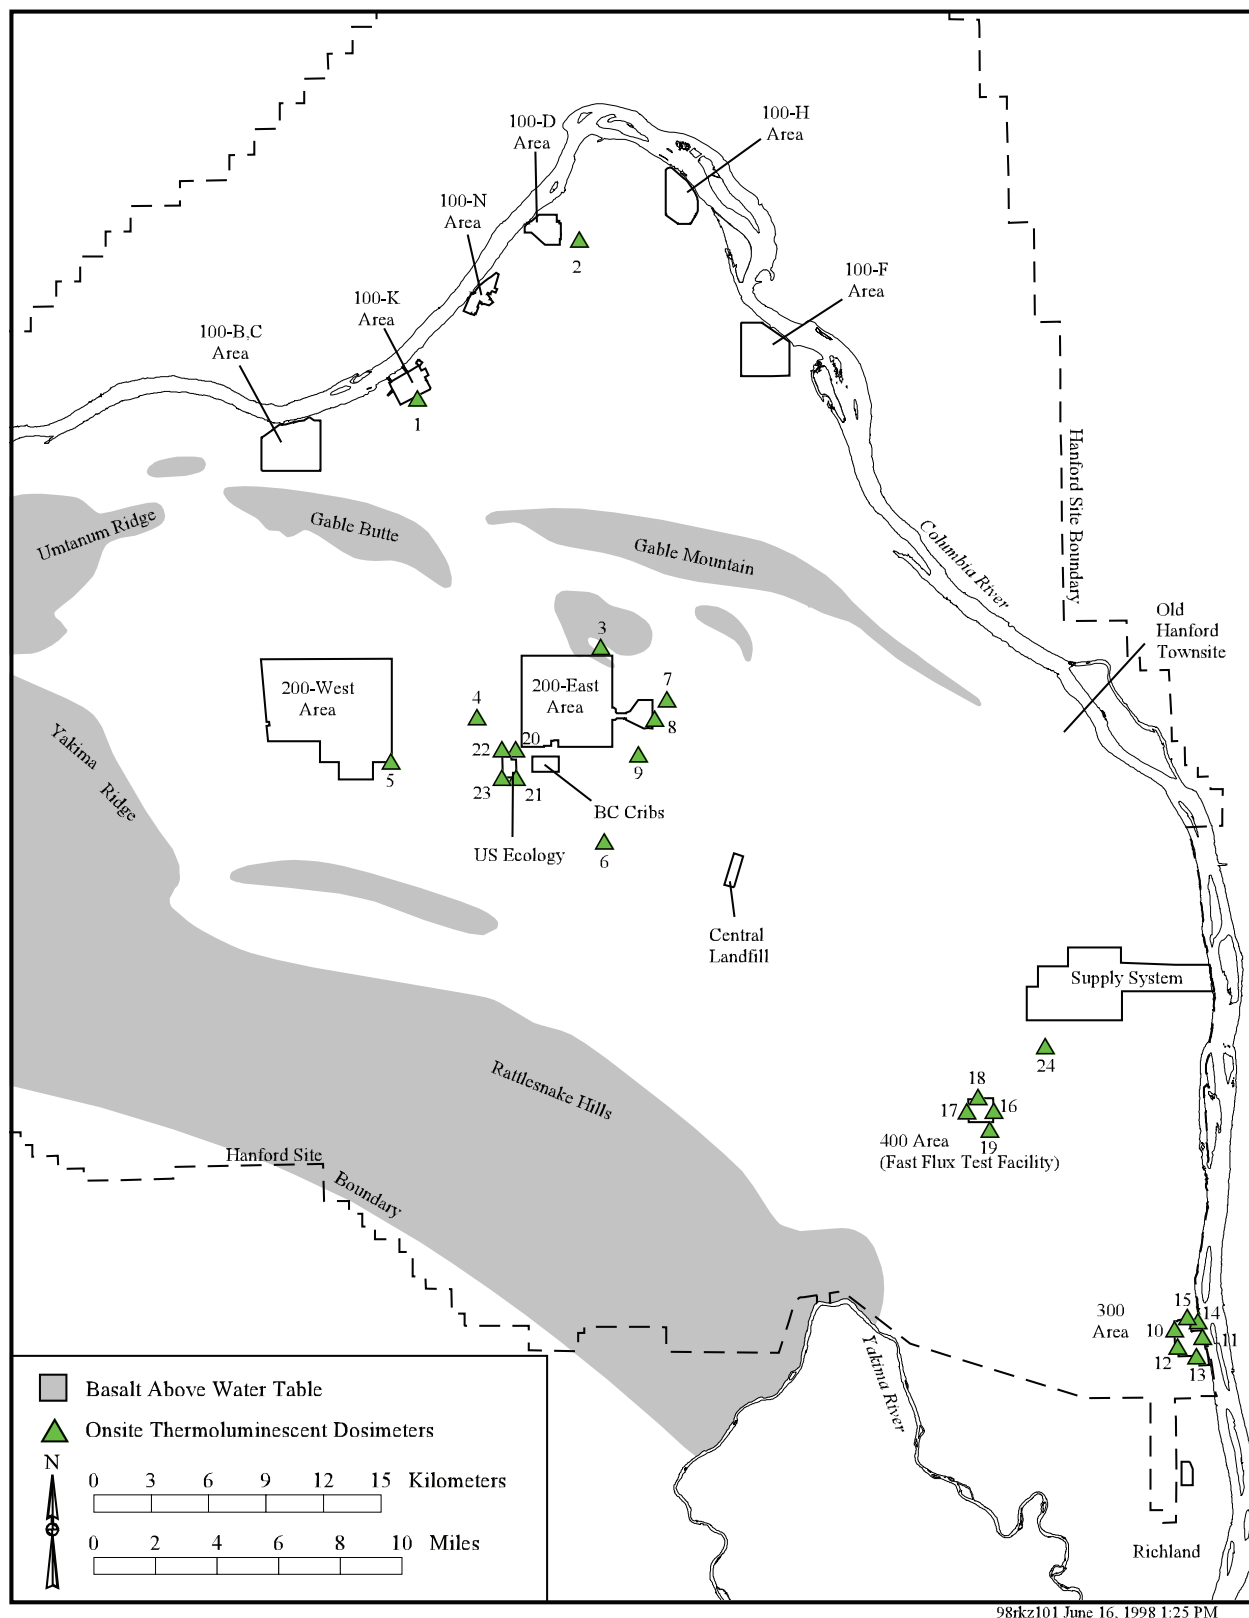 100-H
Area
100-D
Area
100-N
Area
2
100-F
Area
100-K
Area
100-B,C
Area
1
Hanford Site Boundary
Umtanum Ridge
Gable Butte
Gable Mountain
Columbia River
Old
Hanford
Townsite
3
200-West
Area
200-East
Area
7
4
8
Yakima
Ridge
22
20
9
5
23
21
BC Cribs
US Ecology
6
Central
Landfill
Supply System
24
Rattlesnake Hills
18
17
16
19
400 Area
(Fast Flux Test Facility)
Hanford Site
Boundary
300
Area
15
14
10
11
12
13
Yakima River
Basalt Above Water Table
Onsite Thermoluminescent Dosimeters
N
0 3 6 9 12 15 Kilometers
0 2 4 6 8 10 Miles
Richland
98rkz101 June 16, 1998 1:25 PM